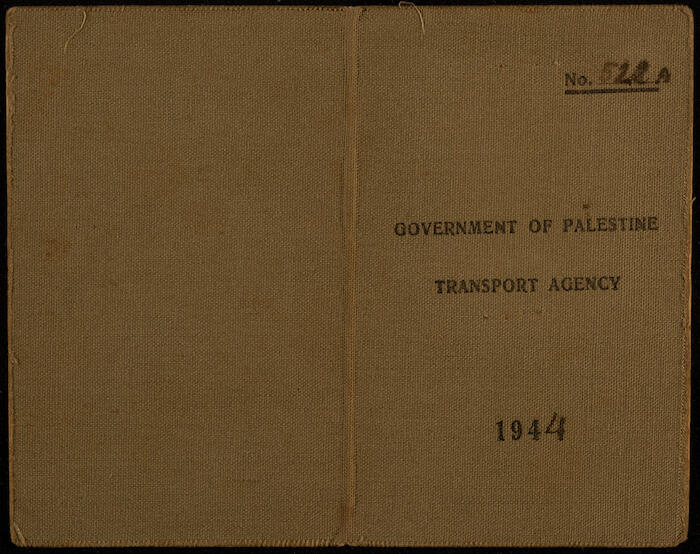 No. 522 A
GOVERNMENT OF PALESTINE
TRANSPORT AGENCY
1944